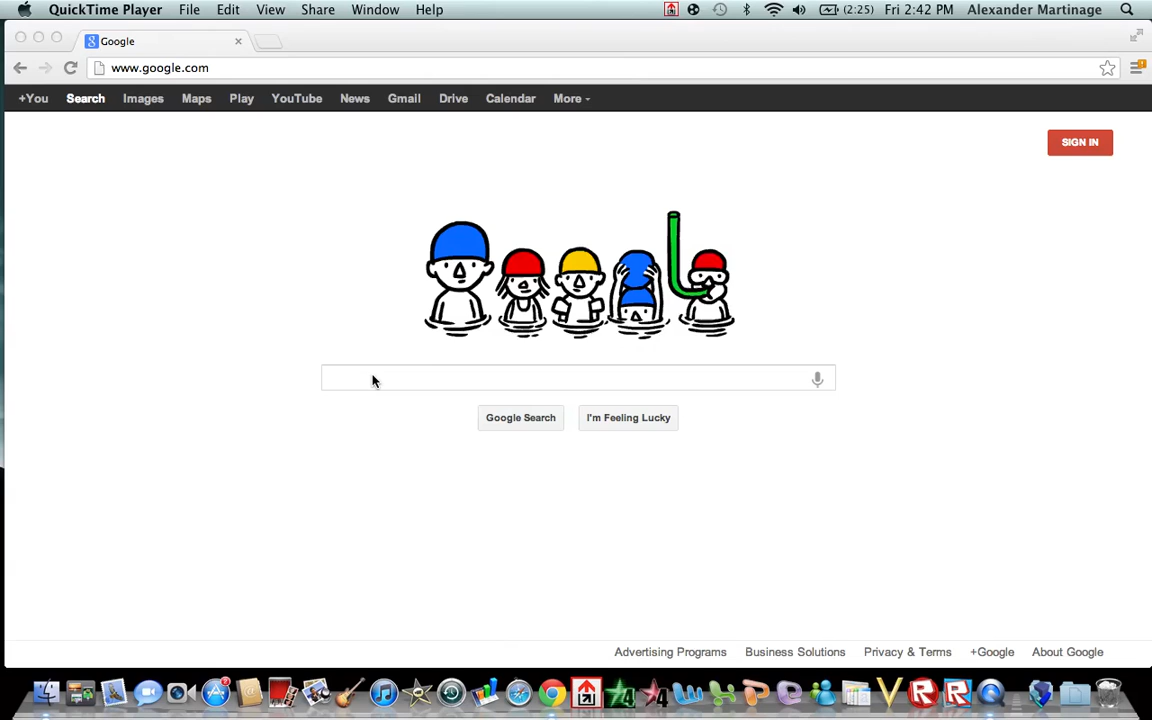 QuickTime Player File Edit View Share Window Help (2:25) Fri 2:42 PM Alexander Martinage
Google
www.google.com
+You Search Images Maps Play YouTube News Gmail Drive Calendar More
SIGN IN
Google Search I'm Feeling Lucky
Advertising Programs Business Solutions Privacy & Terms +Google About Google